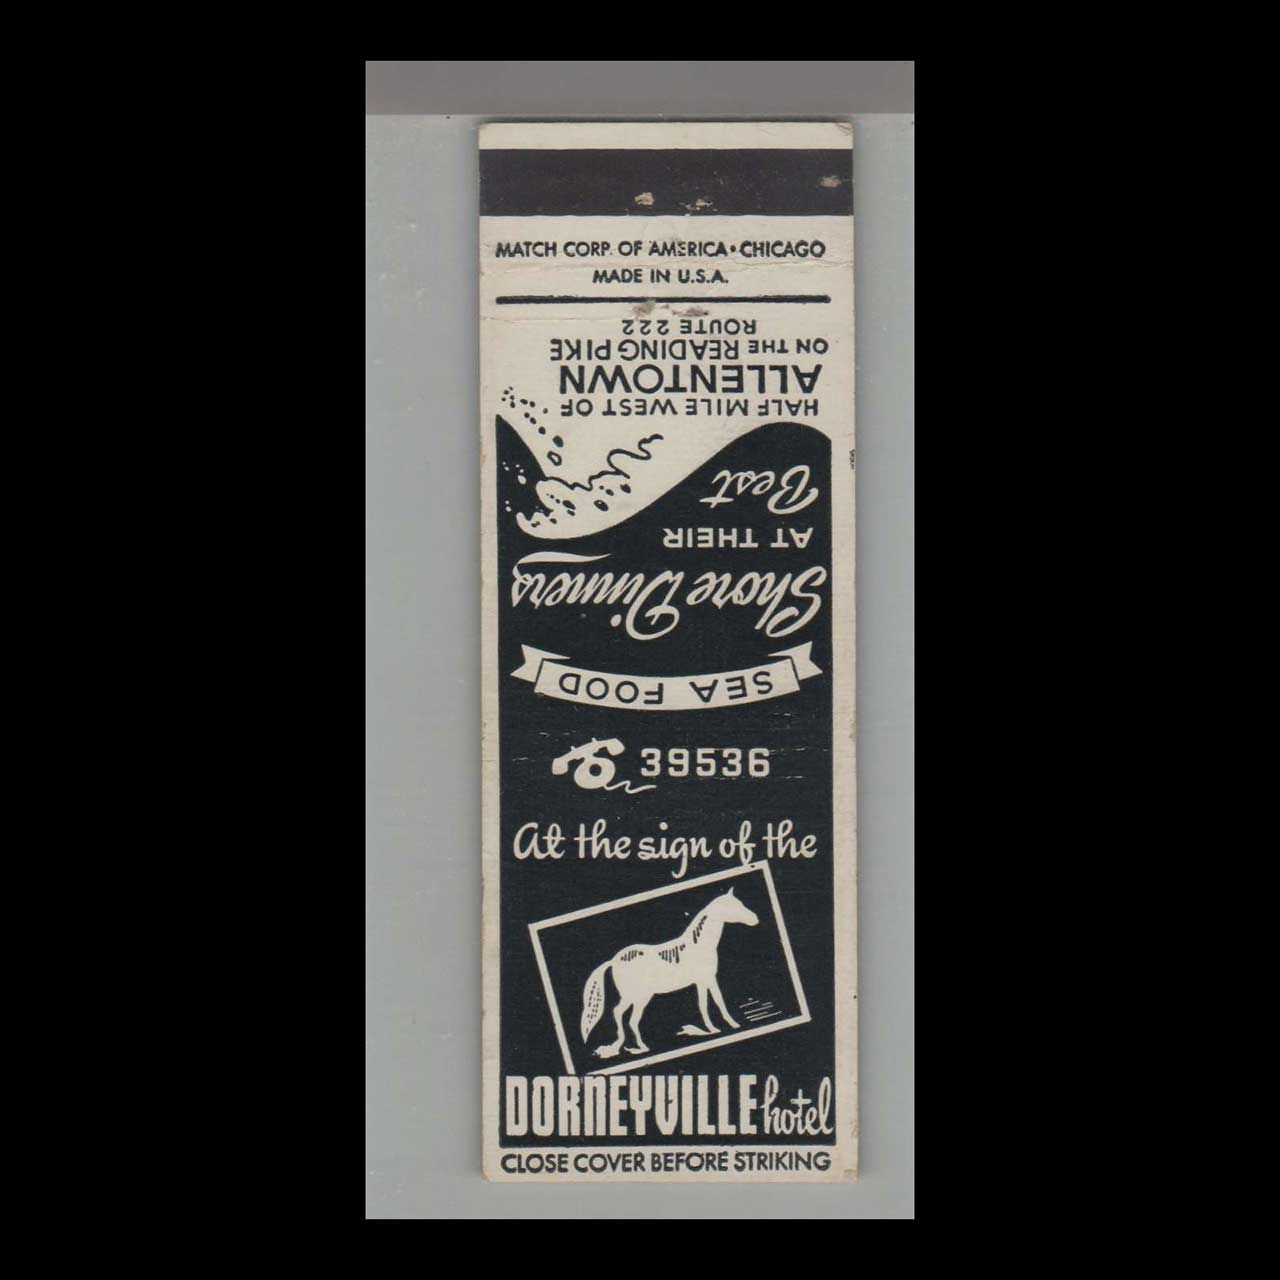 MATCH CORP. OF AMERICA • CHICAGO
MADE IN U.S.A.
HALF MILE WEST OF
ALLENTOWN
ON THE READING PIKE
ROUTE 222
SEA FOOD
Shore Dinners
AT THEIR
Best
39536
At the sign of the
DORNEYVILLE hotel
CLOSE COVER BEFORE STRIKING